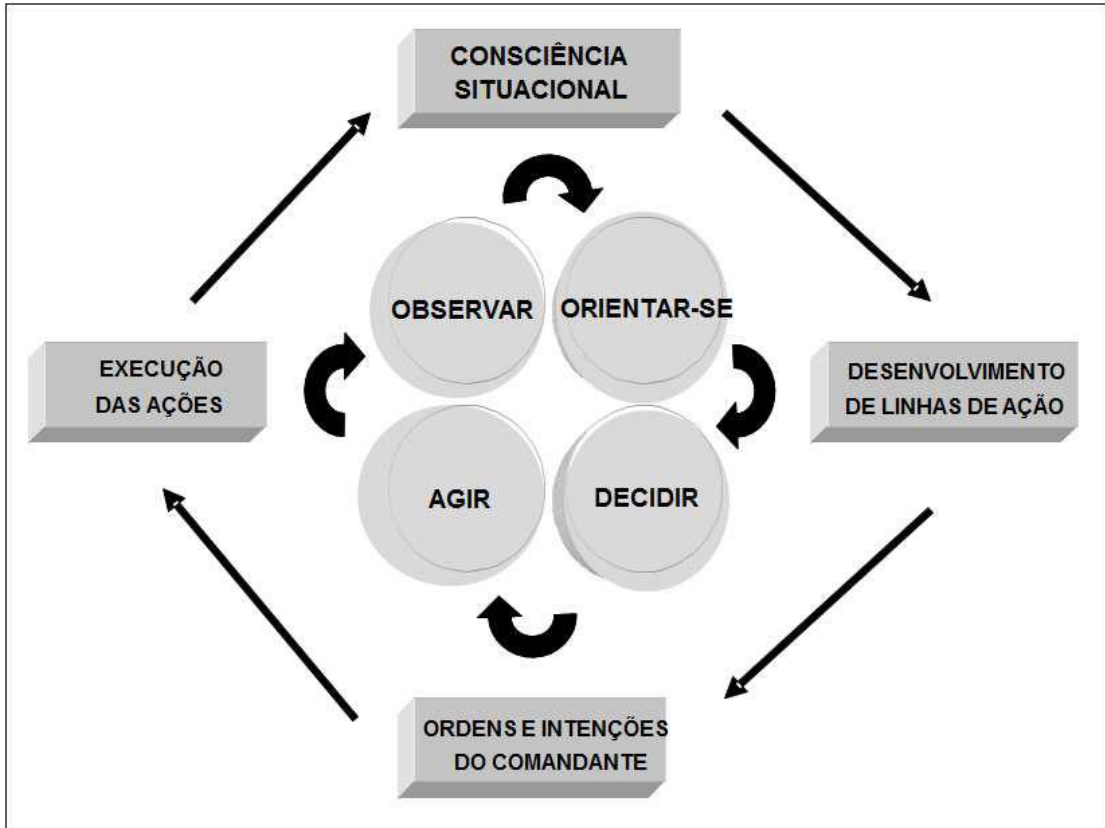 CONSCIÊNCIA
SITUACIONAL
OBSERVAR
ORIENTAR-SE
EXECUÇÃO
DAS AÇÕES
DESENVOLVIMENTO
DE LINHAS DE AÇÃO
AGIR
DECIDIR
ORDENS E INTENÇÕES
DO COMANDANTE